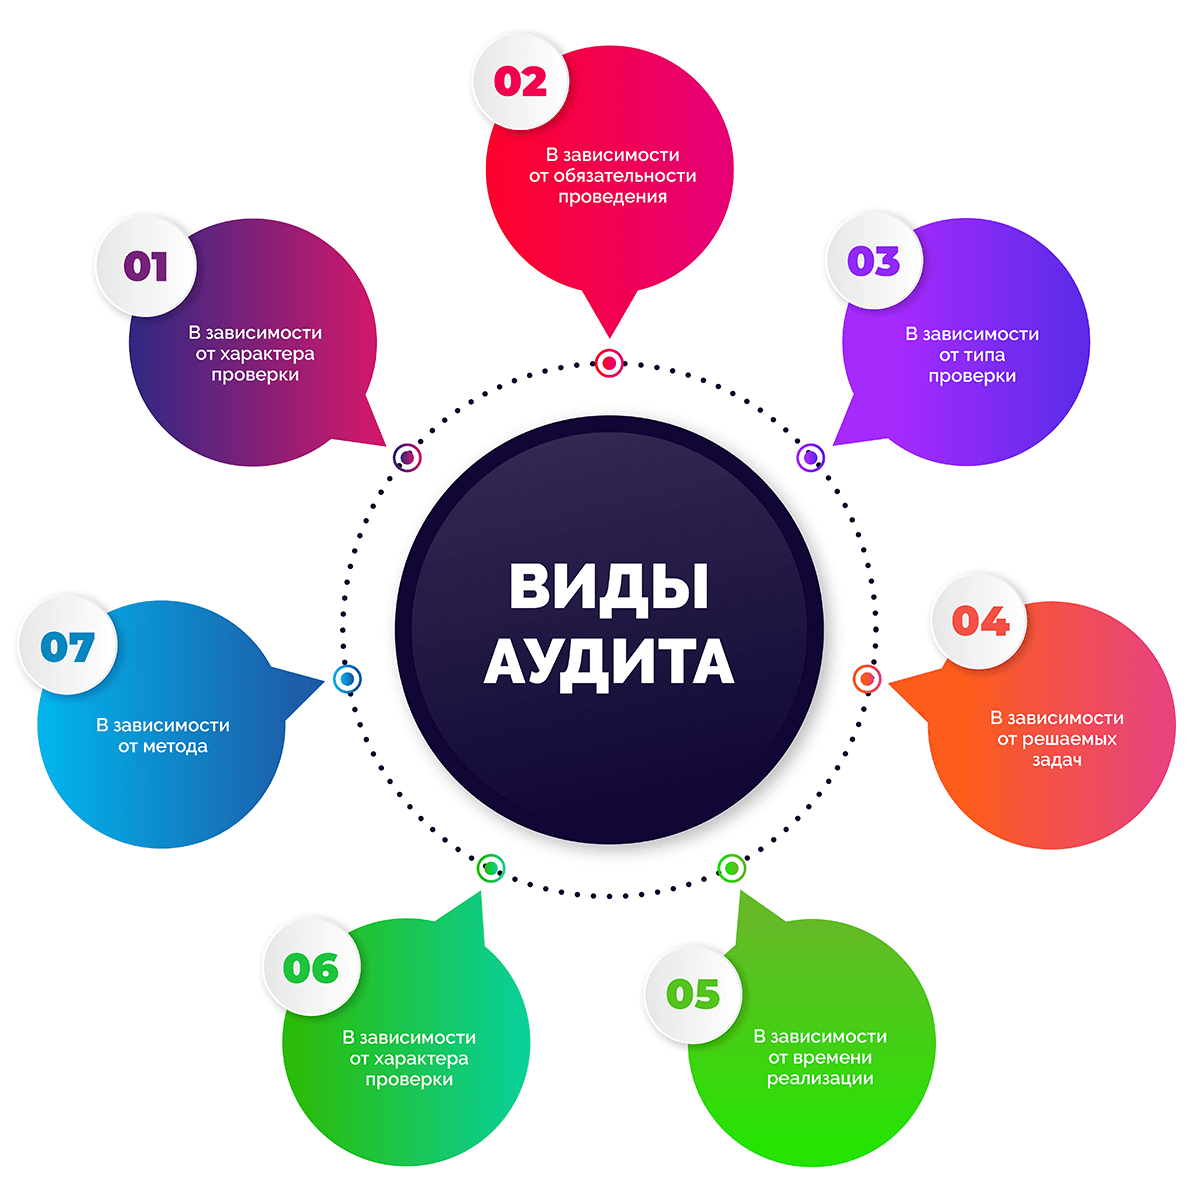 ВИДЫ
АУДИТА
01
В зависимости
от характера
проверки
02
В зависимости
от обязательности
проведения
03
В зависимости
от типа
проверки
04
В зависимости
от решаемых
задач
05
В зависимости
от времени
реализации
06
В зависимости
от характера
проверки
07
В зависимости
от метода